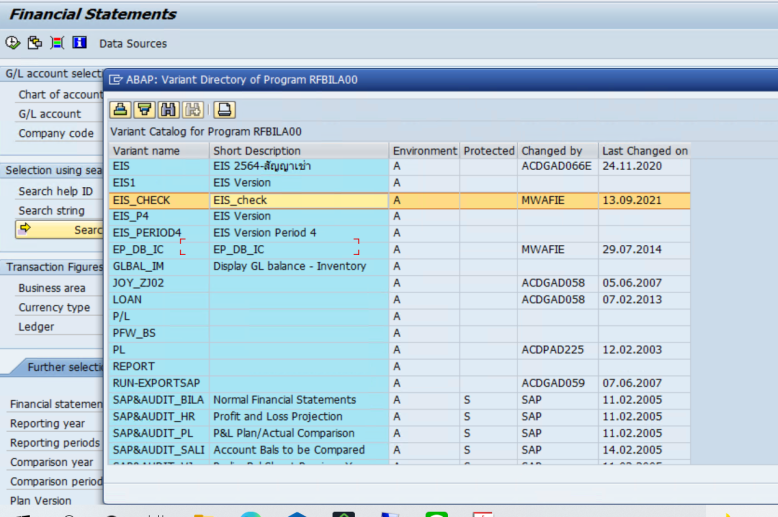 Financial Statements
Data Sources
G/L account select
Chart of account
G/L account
Company code
Selection using sea
Search help ID
Search string
Searc
Transaction Figures
Business area
Currency type
Ledger
Further selecti
Financial statemen
Reporting year
Reporting periods
Comparison year
Comparison period
Plan Version
ABAP: Variant Directory of Program RFBILA00
Variant Catalog for Program RFBILA00
Variant name Short Description Environment Protected Changed by Last Changed on
EIS EIS 2564-สัญญาเช่า A ACDGAD066E 24.11.2020
EIS1 EIS Version A
EIS_CHECK EIS_check A MWAFIE 13.09.2021
EIS_P4 EIS Version A
EIS_PERIOD4 EIS Version Period 4 A
EP_DB_IC EP_DB_IC A MWAFIE 29.07.2014
GLBAL_IM Display GL balance - Inventory A
JOY_ZJ02 A ACDGAD058 05.06.2007
LOAN A ACDGAD058 07.02.2013
P/L A
PFW_BS A
PL A ACDPAD225 12.02.2003
REPORT A
RUN-EXPORTSAP A ACDGAD059 07.06.2007
SAP&AUDIT_BILA Normal Financial Statements A S SAP 11.02.2005
SAP&AUDIT_HR Profit and Loss Projection A S SAP 11.02.2005
SAP&AUDIT_PL P&L Plan/Actual Comparison A S SAP 11.02.2005
SAP&AUDIT_SALI Account Bals to be Compared A S SAP 14.02.2005